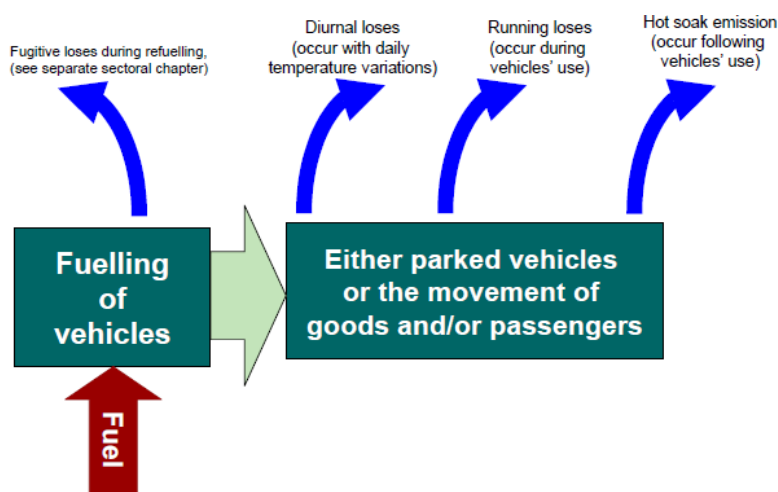 Fugitive loses during refuelling,
(see separate sectoral chapter)
Diurnal loses
(occur with daily
temperature variations)
Running loses
(occur during
vehicles' use)
Hot soak emission
(occur following
vehicles' use)
Fuelling
of
vehicles
Either parked vehicles
or the movement of
goods and/or passengers
Fuel